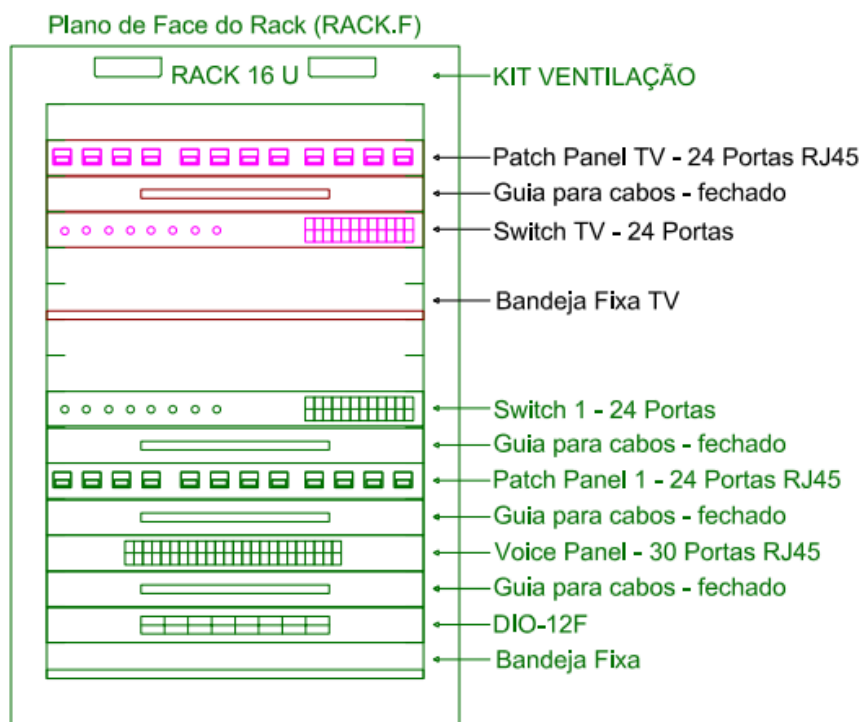 Plano de Face do Rack (RACK.F)
RACK 16 U
KIT VENTILAÇÃO
Patch Panel TV - 24 Portas RJ45
Guia para cabos - fechado
Switch TV - 24 Portas
Bandeja Fixa TV
Switch 1 - 24 Portas
Guia para cabos - fechado
Patch Panel 1 - 24 Portas RJ45
Guia para cabos - fechado
Voice Panel - 30 Portas RJ45
Guia para cabos - fechado
DIO-12F
Bandeja Fixa